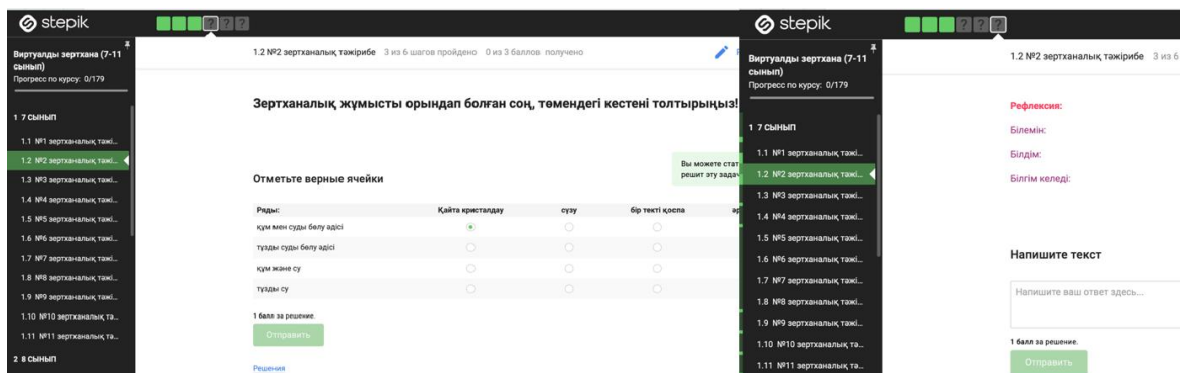 stepik
? ? ?
Виртуалды зертхана (7-11 сынып)
Прогресс по курсу: 0/179
1 7 СЫНЫП
1.1 №1 зертханалық тәжі...
1.2 №2 зертханалық тәжі...
1.3 №3 зертханалық тәжі...
1.4 №4 зертханалық тәжі...
1.5 №5 зертханалық тәжі...
1.6 №6 зертханалық тәжі...
1.7 №7 зертханалық тәжі...
1.8 №8 зертханалық тәжі...
1.9 №9 зертханалық тәжі...
1.10 №10 зертханалық та...
1.11 №11 зертханалық та...
2 8 СЫНЫП
1.2 №2 зертханалық тәжірибе 3 из 6 шагов пройдено 0 из 3 баллов получено
Зертханалық жұмысты орындап болған соң, төмендегі кестені толтырыңыз!
Вы можете стат
решит эту задач
Отметьте верные ячейки
Ряды: Қайта кристалдау сүзу бір текті қоспа
құм мен суды бөлу әдісі
тұзды суды бөлу әдісі
құм және су
тұзды су
1 балл за решение.
Отправить
Решения
stepik
? ? ?
Виртуалды зертхана (7-11 сынып)
Прогресс по курсу: 0/179
1 7 СЫНЫП
1.1 №1 зертханалық тәжі...
1.2 №2 зертханалық тәжі...
1.3 №3 зертханалық тәжі...
1.4 №4 зертханалық тәжі...
1.5 №5 зертханалық тәжі...
1.6 №6 зертханалық тәжі...
1.7 №7 зертханалық тәжі...
1.8 №8 зертханалық тәжі...
1.9 №9 зертханалық тәжі...
1.10 №10 зертханалық та...
1.11 №11 зертханалық та...
1.2 №2 зертханалық тәжірибе 3 из 6
Рефлексия:
Білемін:
Білдім:
Білгім келеді:
Напишите текст
Напишите ваш ответ здесь...
1 балл за решение.
Отправить